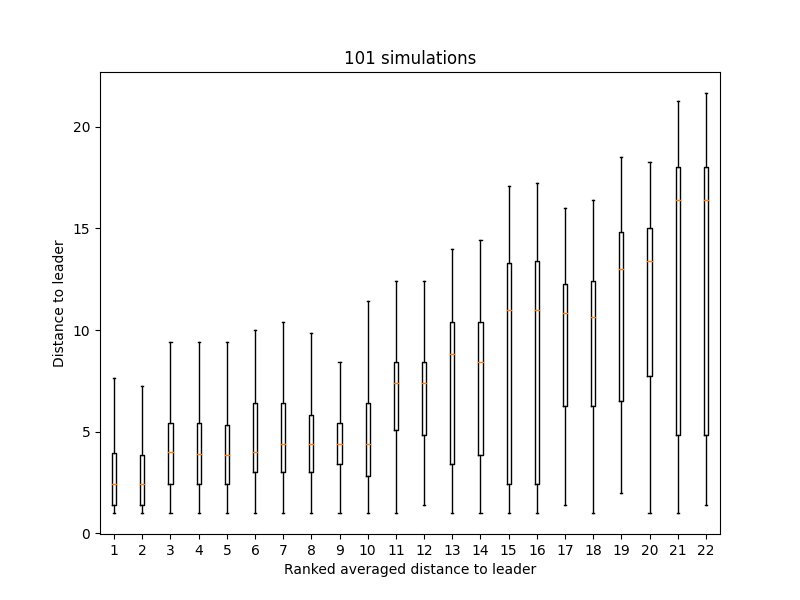 101 simulations
Distance to leader
20
15
10
5
0
1 2 3 4 5 6 7 8 9 10 11 12 13 14 15 16 17 18 19 20 21 22
Ranked averaged distance to leader